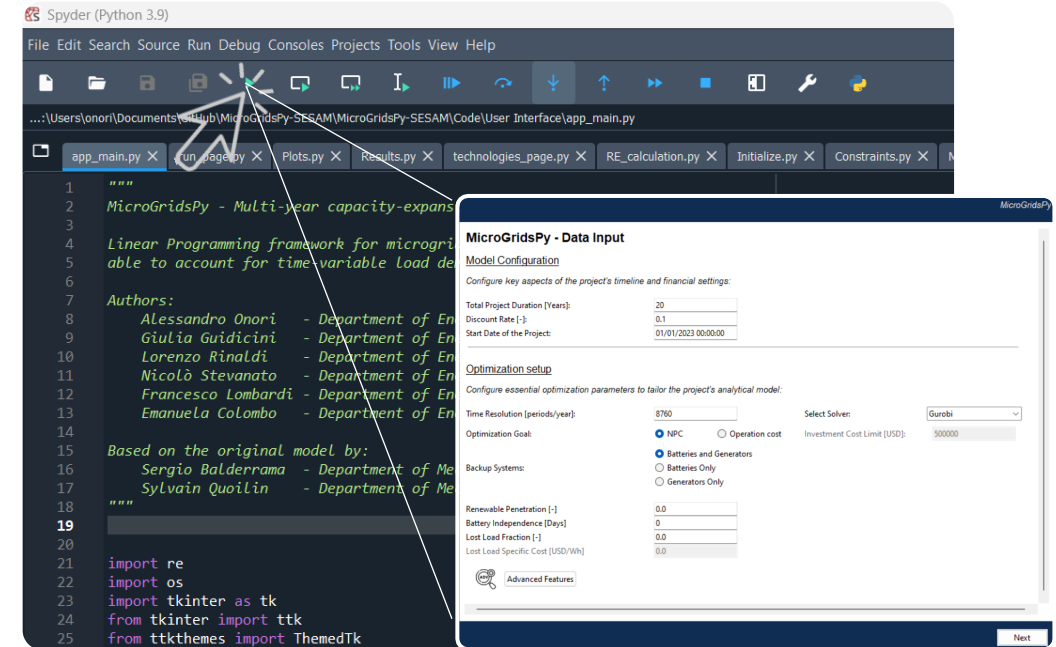 Spyder (Python 3.9)
File Edit Search Source Run Debug Consoles Projects Tools View Help
...:\Users\onori\Documents\GitHub\MicroGridsPy-SESAM\MicroGridsPy-SESAM\Code\User Interface\app_main.py
app_main.py run_page.py Plots.py Results.py technologies_page.py RE_calculation.py Initialize.py Constraints.py
1 """
2 MicroGridsPy - Multi-year capacity-expans
3
4 Linear Programming framework for microgri
5 able to account for time-variable load de
6
7 Authors:
8 Alessandro Onori - Department of En
9 Giulia Guidicini - Department of En
10 Lorenzo Rinaldi - Department of En
11 Nicolò Stevanato - Department of En
12 Francesco Lombardi - Department of En
13 Emanuela Colombo - Department of En
14
15 Based on the original model by:
16 Sergio Balderrama - Department of Me
17 Sylvain Quoilin - Department of Me
18 """
19
20
21 import re
22 import os
23 import tkinter as tk
24 from tkinter import ttk
25 from ttkthemes import ThemedTk
MicroGridsPy
MicroGridsPy - Data Input
Model Configuration
Configure key aspects of the project's timeline and financial settings:
Total Project Duration [Years]: 20
Discount Rate [-]: 0.1
Start Date of the Project: 01/01/2023 00:00:00
Optimization setup
Configure essential optimization parameters to tailor the project's analytical model:
Time Resolution [periods/year]: 8760 Select Solver: Gurobi
Optimization Goal: NPC Operation cost Investment Cost Limit [USD]: 500000
Batteries and Generators
Backup Systems: Batteries Only
Generators Only
Renewable Penetration [-] 0.0
Battery Independence [Days] 0
Lost Load Fraction [-] 0.0
Lost Load Specific Cost [USD/Wh] 0.0
ADV Advanced Features
Next